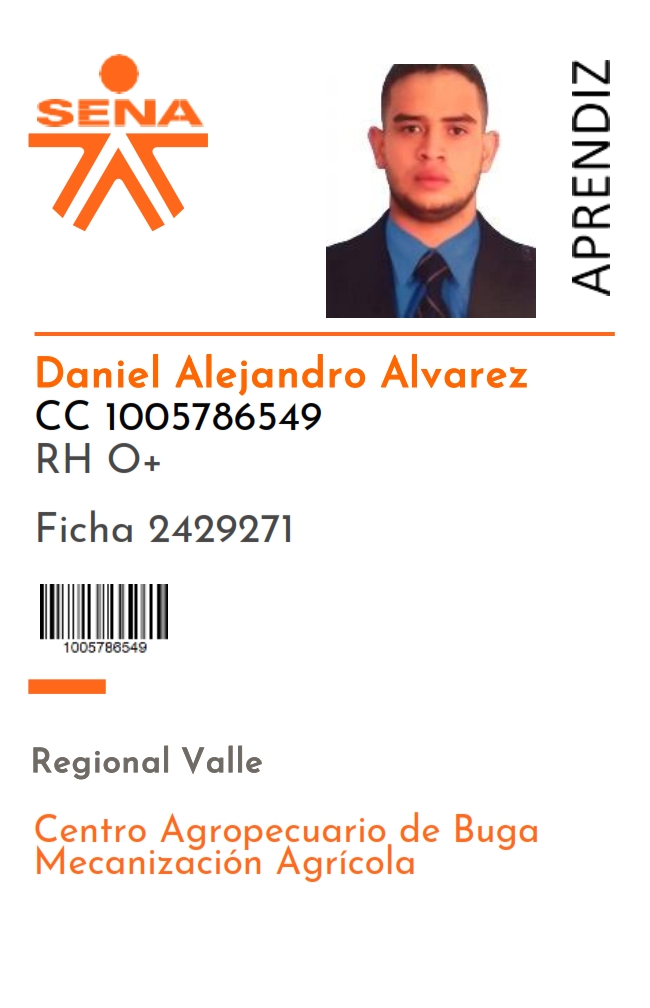 SENA
APRENDIZ
Daniel Alejandro Alvarez
CC 1005786549
RH O+
Ficha 2429271
1005786549
Regional Valle
Centro Agropecuario de Buga
Mecanización Agrícola